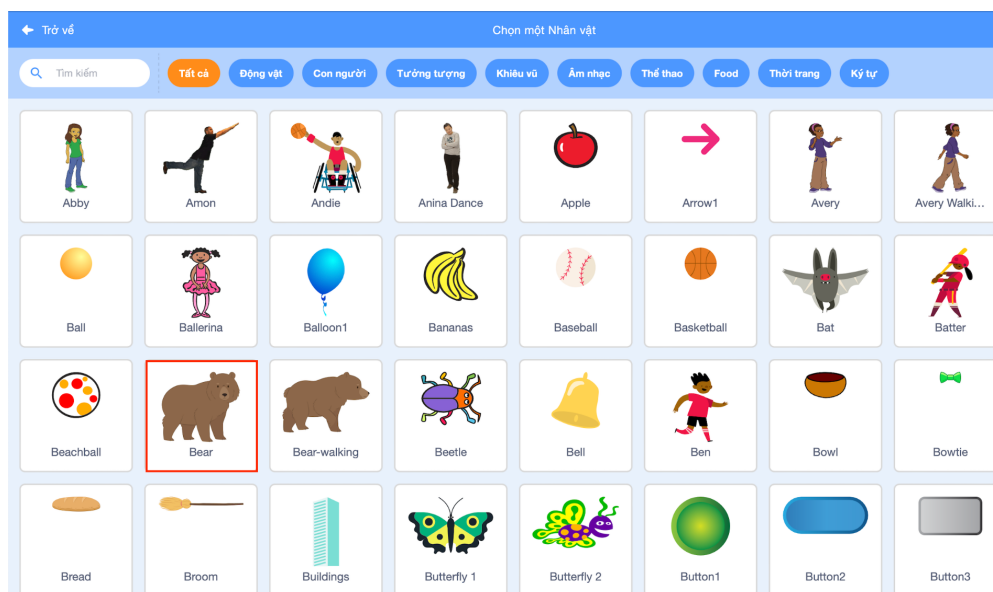 Trở về
Chọn một Nhân vật
Tìm kiếm
Tất cả
Động vật
Con người
Tưởng tượng
Khiêu vũ
Âm nhạc
Thể thao
Food
Thời trang
Ký tự
Abby
Amon
Andie
Anina Dance
Apple
Arrow1
Avery
Avery Walki...
Ball
Ballerina
Balloon1
Bananas
Baseball
Basketball
Bat
Batter
Beachball
Bear
Bear-walking
Beetle
Bell
Ben
Bowl
Bowtie
Bread
Broom
Buildings
Butterfly 1
Butterfly 2
Button1
Button2
Button3